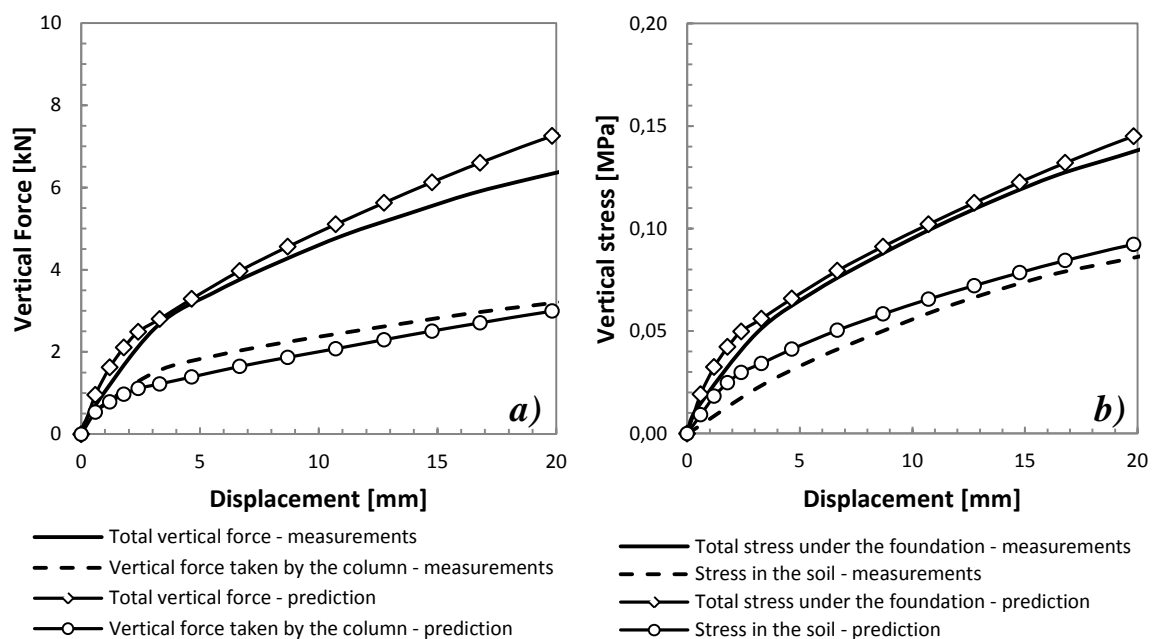 10
8
6
4
2
0
Vertical Force [kN]
0
5
10
15
20
Displacement [mm]
a)
Total vertical force - measurements
Vertical force taken by the column - measurements
Total vertical force - prediction
Vertical force taken by the column - prediction
0,20
0,15
0,10
0,05
0,00
Vertical stress [MPa]
0
5
10
15
20
Displacement [mm]
b)
Total stress under the foundation - measurements
Stress in the soil - measurements
Total stress under the foundation - prediction
Stress in the soil - prediction